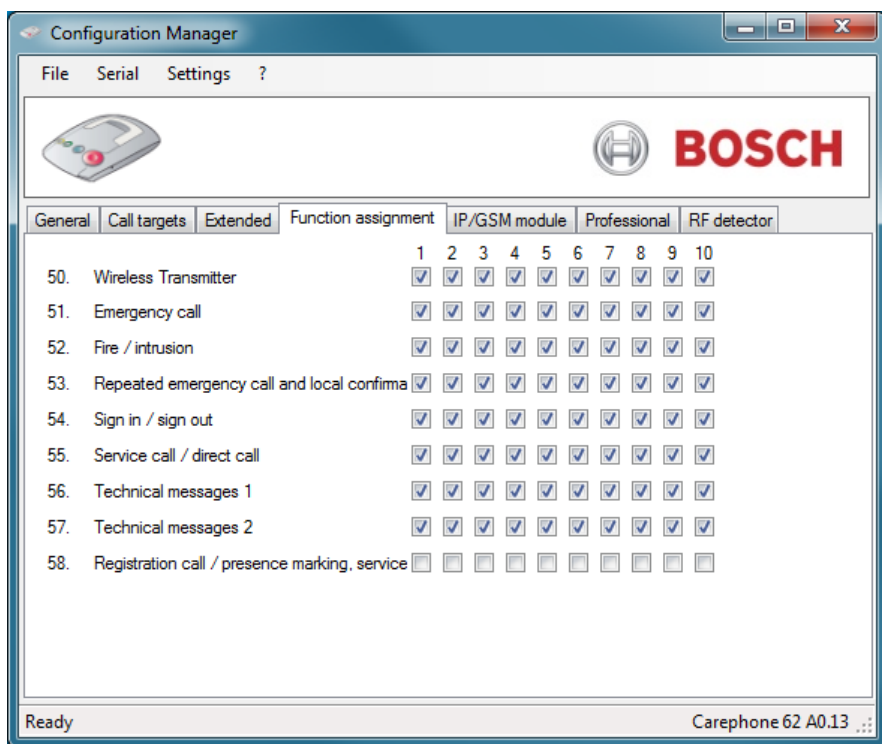 Configuration Manager
File Serial Settings ?
BOSCH
General Call targets Extended Function assignment IP/GSM module Professional RF detector
1 2 3 4 5 6 7 8 9 10
50. Wireless Transmitter
51. Emergency call
52. Fire / intrusion
53. Repeated emergency call and local confirma
54. Sign in / sign out
55. Service call / direct call
56. Technical messages 1
57. Technical messages 2
58. Registration call / presence marking, service
Ready Carephone 62 A0.13